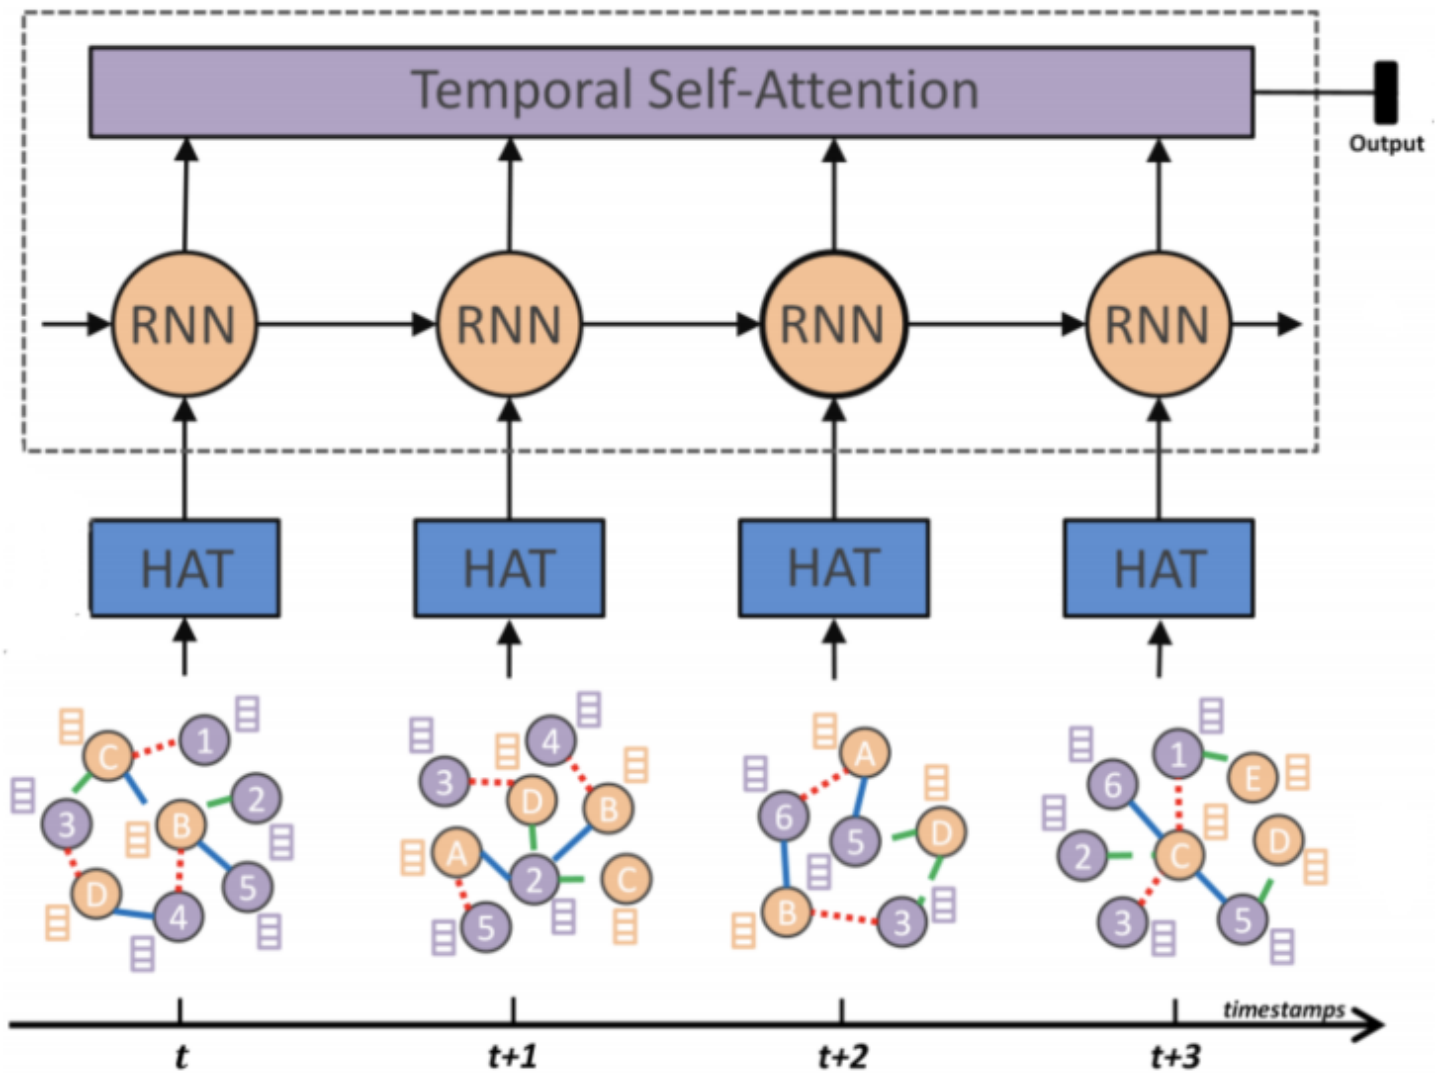 Temporal Self-Attention
Output
RNN RNN RNN RNN
HAT HAT HAT HAT
C 1 3 B 2 D 4 5
3 4 D B A 2 C 5
A 6 5 D B 3
1 6 E 2 C D 3 5
timestamps
t t+1 t+2 t+3